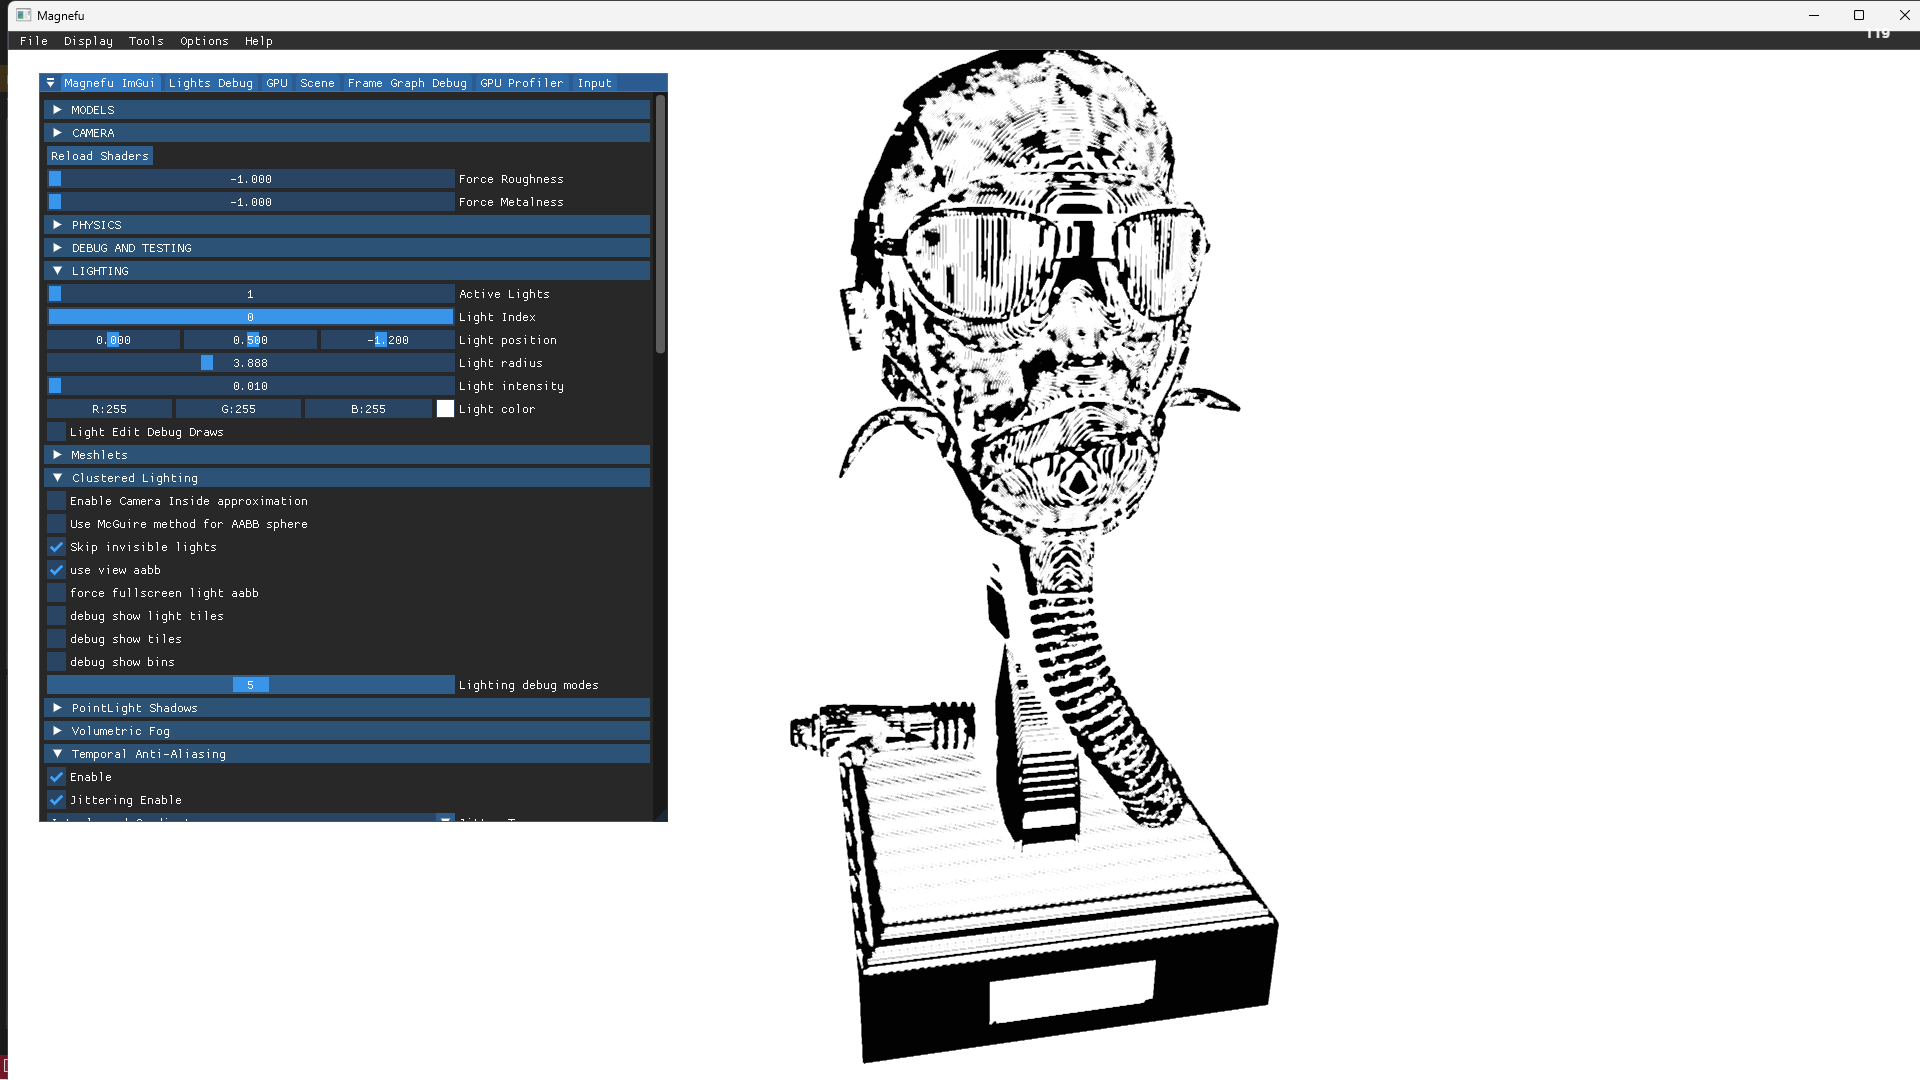 Magnefu
File Display Tools Options Help
119
Magnefu ImGui Lights Debug GPU Scene Frame Graph Debug GPU Profiler Input
MODELS
CAMERA
Reload Shaders
-1.000 Force Roughness
-1.000 Force Metalness
PHYSICS
DEBUG AND TESTING
LIGHTING
1 Active Lights
0 Light Index
0.000 0.500 -1.200 Light position
3.888 Light radius
0.010 Light intensity
R:255 G:255 B:255 Light color
Light Edit Debug Draws
Meshlets
Clustered Lighting
Enable Camera Inside approximation
Use McGuire method for AABB sphere
Skip invisible lights
use view aabb
force fullscreen light aabb
debug show light tiles
debug show tiles
debug show bins
5 Lighting debug modes
PointLight Shadows
Volumetric Fog
Temporal Anti-Aliasing
Enable
Jittering Enable